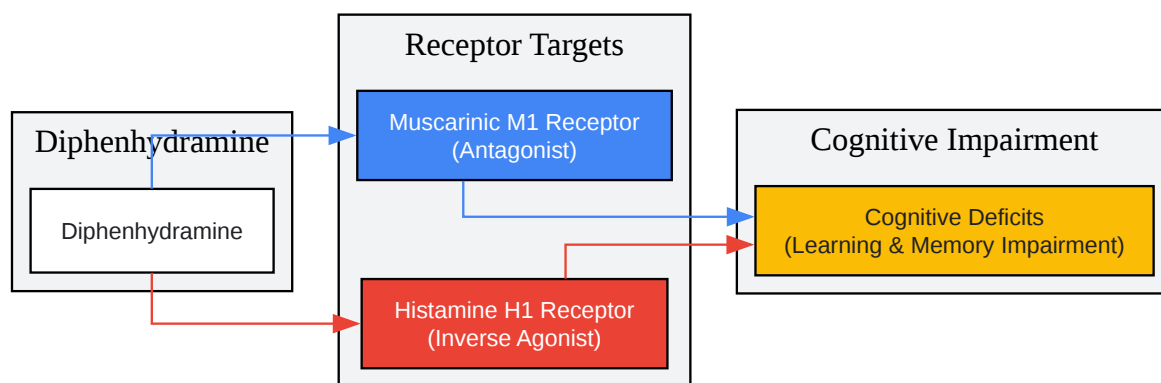 Diphenhydramine
Diphenhydramine
Receptor Targets
Muscarinic M1 Receptor
(Antagonist)
Histamine H1 Receptor
(Inverse Agonist)
Cognitive Impairment
Cognitive Deficits
(Learning & Memory Impairment)